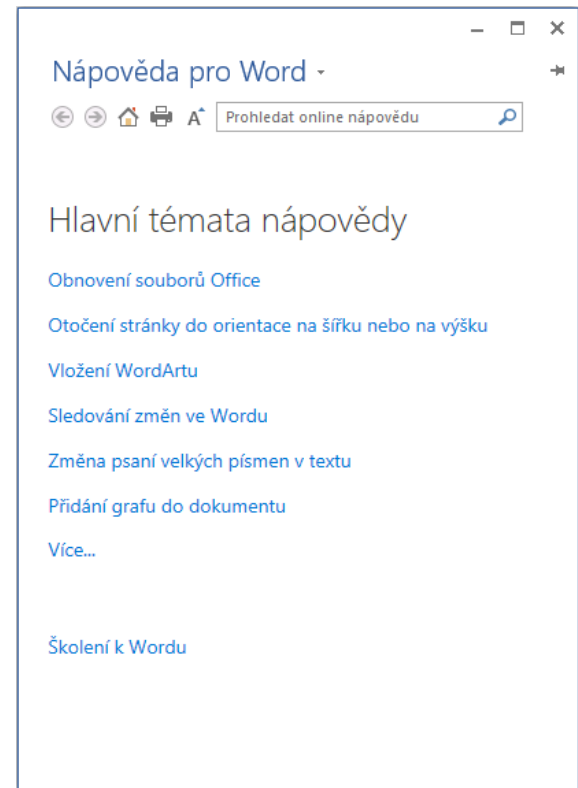 Nápověda pro Word
Prohledat online nápovědu
Hlavní témata nápovědy
Obnovení souborů Office
Otočení stránky do orientace na šířku nebo na výšku
Vložení WordArtu
Sledování změn ve Wordu
Změna psaní velkých písmen v textu
Přidání grafu do dokumentu
Více...
Školení k Wordu